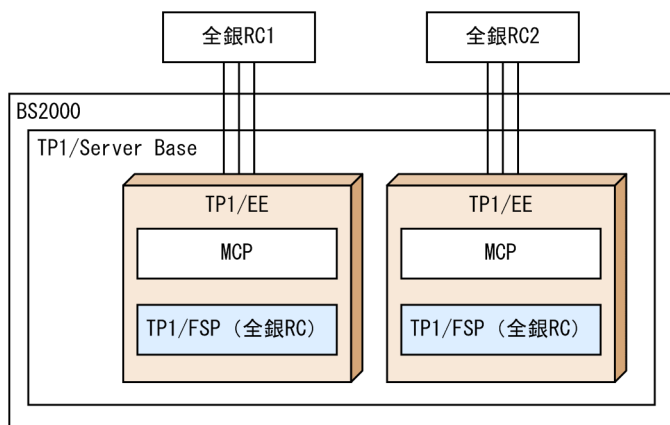 全銀RC1
全銀RC2
BS2000
TP1/Server Base
TP1/EE
TP1/EE
MCP
MCP
TP1/FSP（全銀RC）
TP1/FSP（全銀RC）